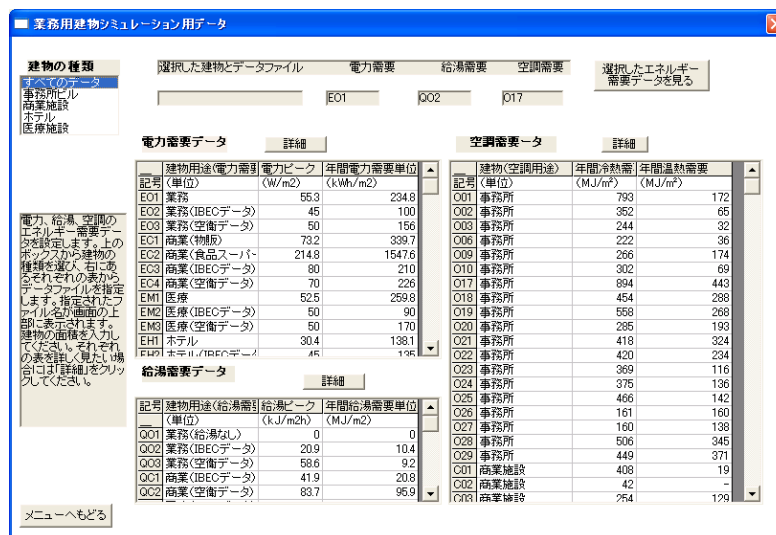 業務用建物シミュレーション用データ
建物の種類
すべてのデータ
事務所ビル
商業施設
ホテル
医療施設
選択した建物とデータファイル 電力需要 給湯需要 空調需要
E01 Q02 O17
選択したエネルギー
需要データを見る
電力需要データ 詳細
建物用途(電力需要 電力ピーク 年間電力需要単位
記号 (単位) (W/m2) (kWh/m2)
E01 業務 55.3 234.8
E02 業務(IBECデータ) 45 100
E03 業務(空衛データ) 50 156
EC1 商業(物販) 73.2 339.7
EC2 商業(食品スーパー 214.8 1547.6
EC3 商業(IBECデータ) 80 210
EC4 商業(空衛データ) 70 226
EM1 医療 52.5 259.8
EM2 医療(IBECデータ) 50 90
EM3 医療(空衛データ) 50 170
EH1 ホテル 30.4 138.1
EH2 ホテル(IBECデータ 45 135
空調需要ータ 詳細
建物(空調用途) 年間冷熱需 年間温熱需要
記号 (単位) (MJ/m²) (MJ/m²)
O01 事務所 793 172
O02 事務所 352 65
O03 事務所 244 32
O06 事務所 222 36
O09 事務所 266 174
O10 事務所 302 69
O17 事務所 894 443
O18 事務所 454 288
O19 事務所 558 268
O20 事務所 285 193
O21 事務所 418 324
O22 事務所 420 234
O23 事務所 369 116
O24 事務所 375 136
O25 事務所 466 142
O26 事務所 161 160
O27 事務所 160 138
O28 事務所 506 345
O29 事務所 449 371
C01 商業施設 408 19
C02 商業施設 42 -
C03 商業施設 254 129
電力、給湯、空調の
エネルギー需要デー
タを設定します。上の
ボックスから建物の
種類を選び、右にあ
るそれぞれの表から
データファイルを指定
します。指定されたフ
ァイル名が画面の上
部に表示されます。
建物の面積を入力し
てください。それぞれ
の表を詳しく見たい場
合には「詳細」をクリッ
クしてください。
給湯需要データ 詳細
記号 建物用途(給湯需要 給湯ピーク 年間給湯需要単位
(単位) (kJ/m2h) (MJ/m2)
Q01 業務(給湯なし) 0 0
Q02 業務(IBECデータ) 20.9 10.4
Q03 業務(空衛データ) 58.6 9.2
QC1 商業(IBECデータ) 41.9 20.8
QC2 商業(空衛データ) 83.7 95.9
メニューへもどる